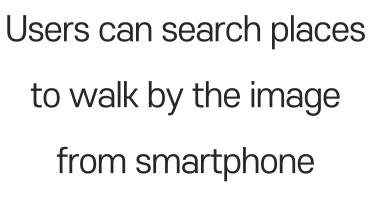 Users can search places
to walk by the image
from smartphone